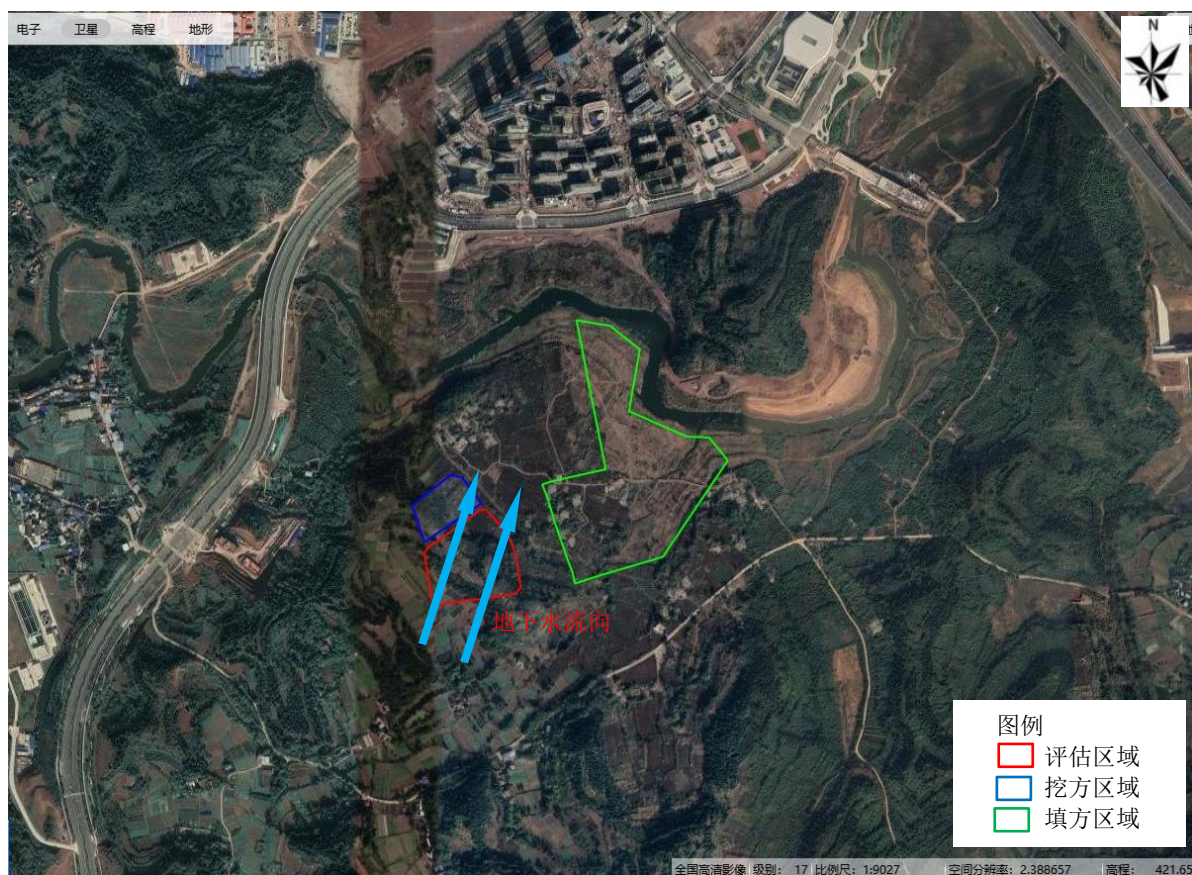 电子 卫星 高程 地形
N
地下水流向
图例
评估区域
挖方区域
填方区域
全国高清影像 级别： 17 比例尺：1:9027 空间分辨率：2.388657 高程： 421.65